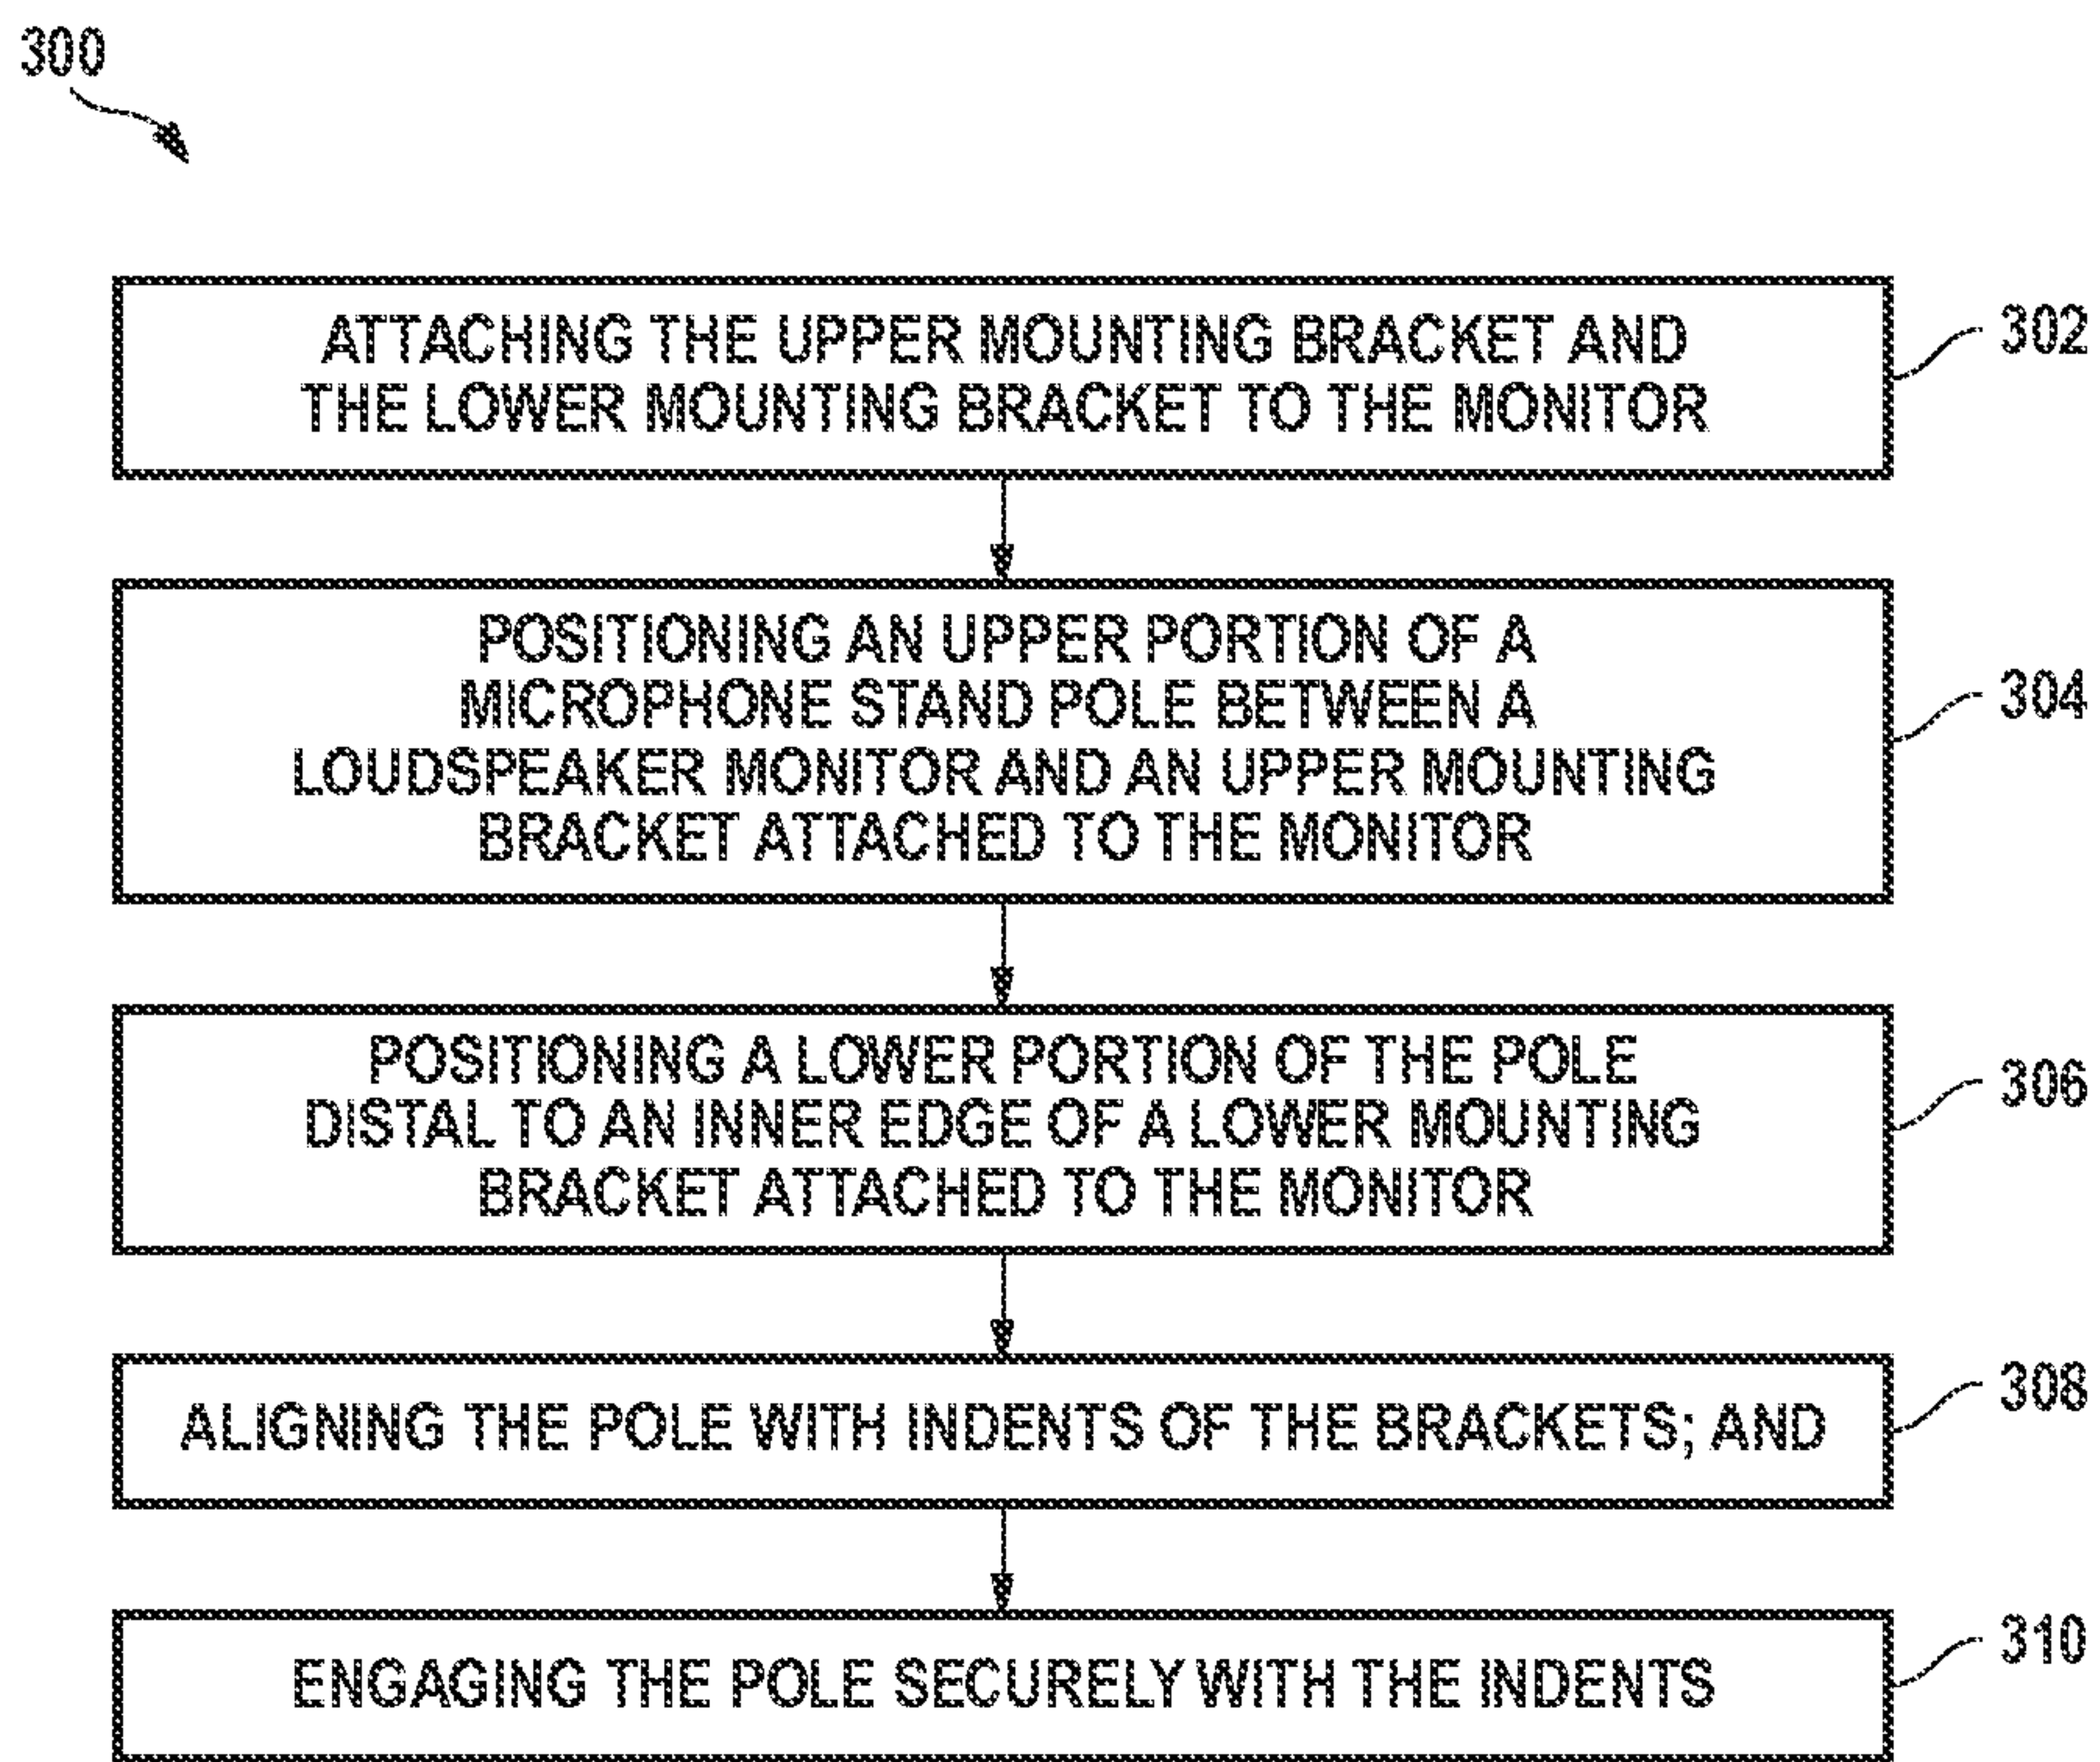 300
ATTACHING THE UPPER MOUNTING BRACKET AND
THE LOWER MOUNTING BRACKET TO THE MONITOR
302
POSITIONING AN UPPER PORTION OF A
MICROPHONE STAND POLE BETWEEN A
LOUDSPEAKER MONITOR AND AN UPPER MOUNTING
BRACKET ATTACHED TO THE MONITOR
304
POSITIONING A LOWER PORTION OF THE POLE
DISTAL TO AN INNER EDGE OF A LOWER MOUNTING
BRACKET ATTACHED TO THE MONITOR
306
ALIGNING THE POLE WITH INDENTS OF THE BRACKETS; AND
308
ENGAGING THE POLE SECURELY WITH THE INDENTS
310